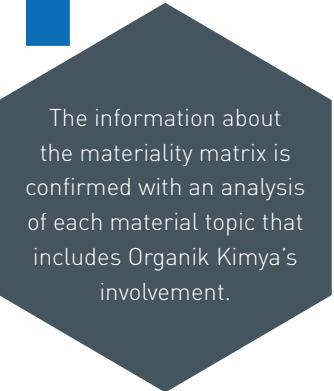 The information about
the materiality matrix is
confirmed with an analysis
of each material topic that
includes Organik Kimya's
involvement.